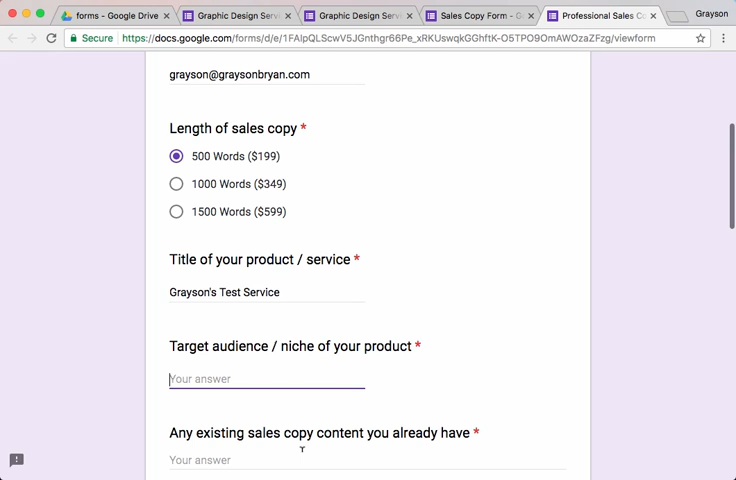 forms - Google Drive
Graphic Design Servi
Graphic Design Servi
Sales Copy Form - G
Professional Sales C
Grayson
Secure https://docs.google.com/forms/d/e/1FAlpQLScwV5JGnthgr66Pe_xRKUswqkGGhftK-O5TPO9OmAWOzaZFzg/viewform
grayson@graysonbryan.com
Length of sales copy *
500 Words ($199)
1000 Words ($349)
1500 Words ($599)
Title of your product / service *
Grayson's Test Service
Target audience / niche of your product *
Your answer
Any existing sales copy content you already have *
Your answer